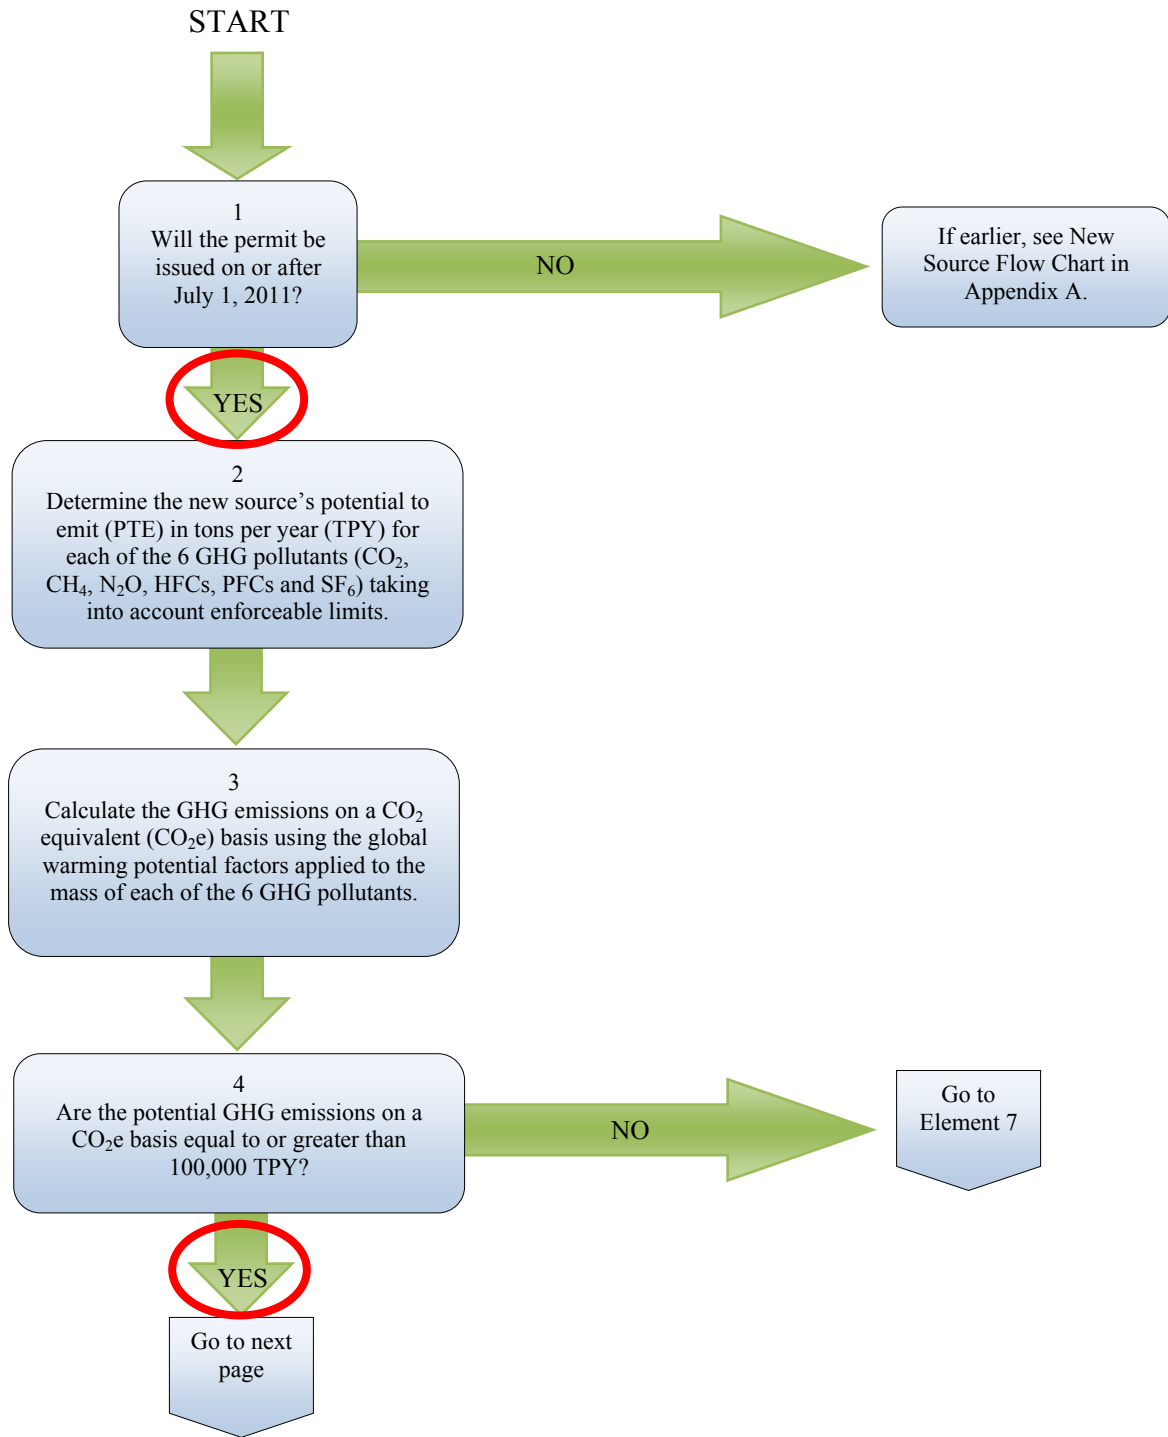 START
1
Will the permit be
issued on or after
July 1, 2011?
NO
If earlier, see New
Source Flow Chart in
Appendix A.
YES
2
Determine the new source’s potential to
emit (PTE) in tons per year (TPY) for
each of the 6 GHG pollutants (CO₂,
CH₄, N₂O, HFCs, PFCs and SF₆) taking
into account enforceable limits.
3
Calculate the GHG emissions on a CO₂
equivalent (CO₂e) basis using the global
warming potential factors applied to the
mass of each of the 6 GHG pollutants.
4
Are the potential GHG emissions on a
CO₂e basis equal to or greater than
100,000 TPY?
NO
Go to
Element 7
YES
Go to next
page